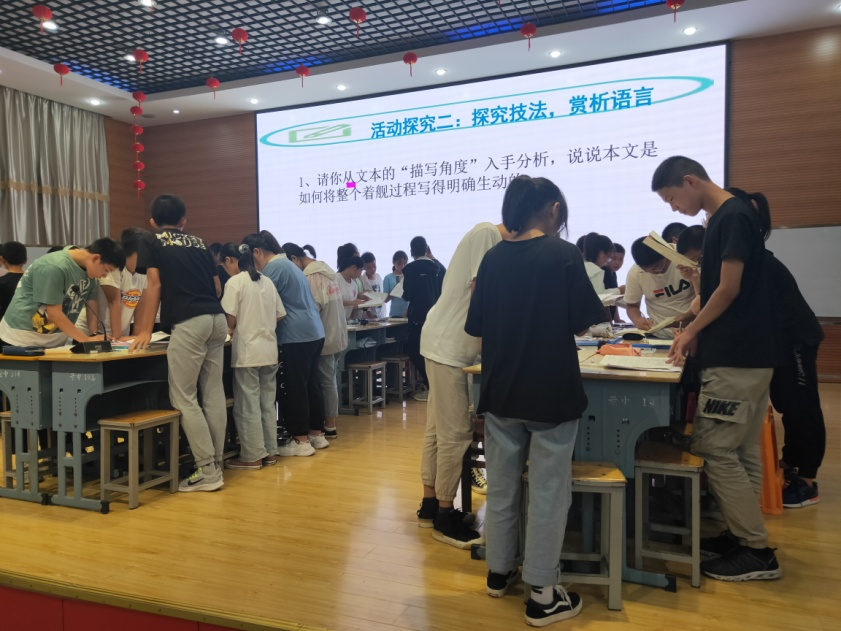 活动探究二：探究技法，赏析语言
1、请你从文本的“描写角度”入手分析，说说本文是
如何将整个着舰过程写得明确生动的
FILA
NIKE